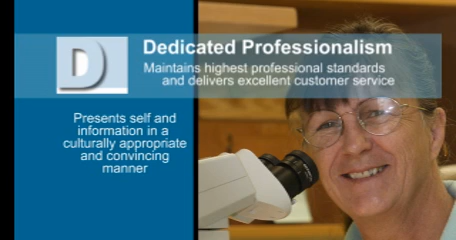 D
Dedicated Professionalism
Maintains highest professional standards
and delivers excellent customer service
Presents self and
information in a
culturally appropriate
and convincing
manner